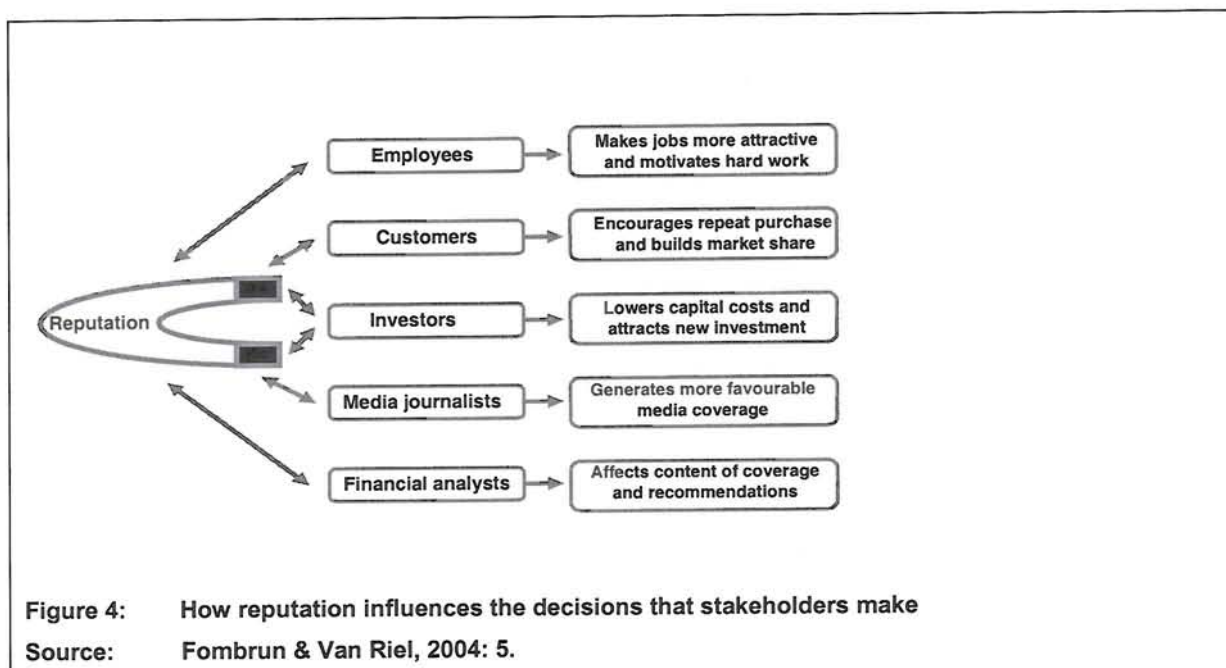 Employees
Makes jobs more attractive
and motivates hard work
Customers
Encourages repeat purchase
and builds market share
Reputation
Investors
Lowers capital costs and
attracts new investment
Media journalists
Generates more favourable
media coverage
Financial analysts
Affects content of coverage
and recommendations
Figure 4: How reputation influences the decisions that stakeholders make
Source: Fombrun & Van Riel, 2004: 5.